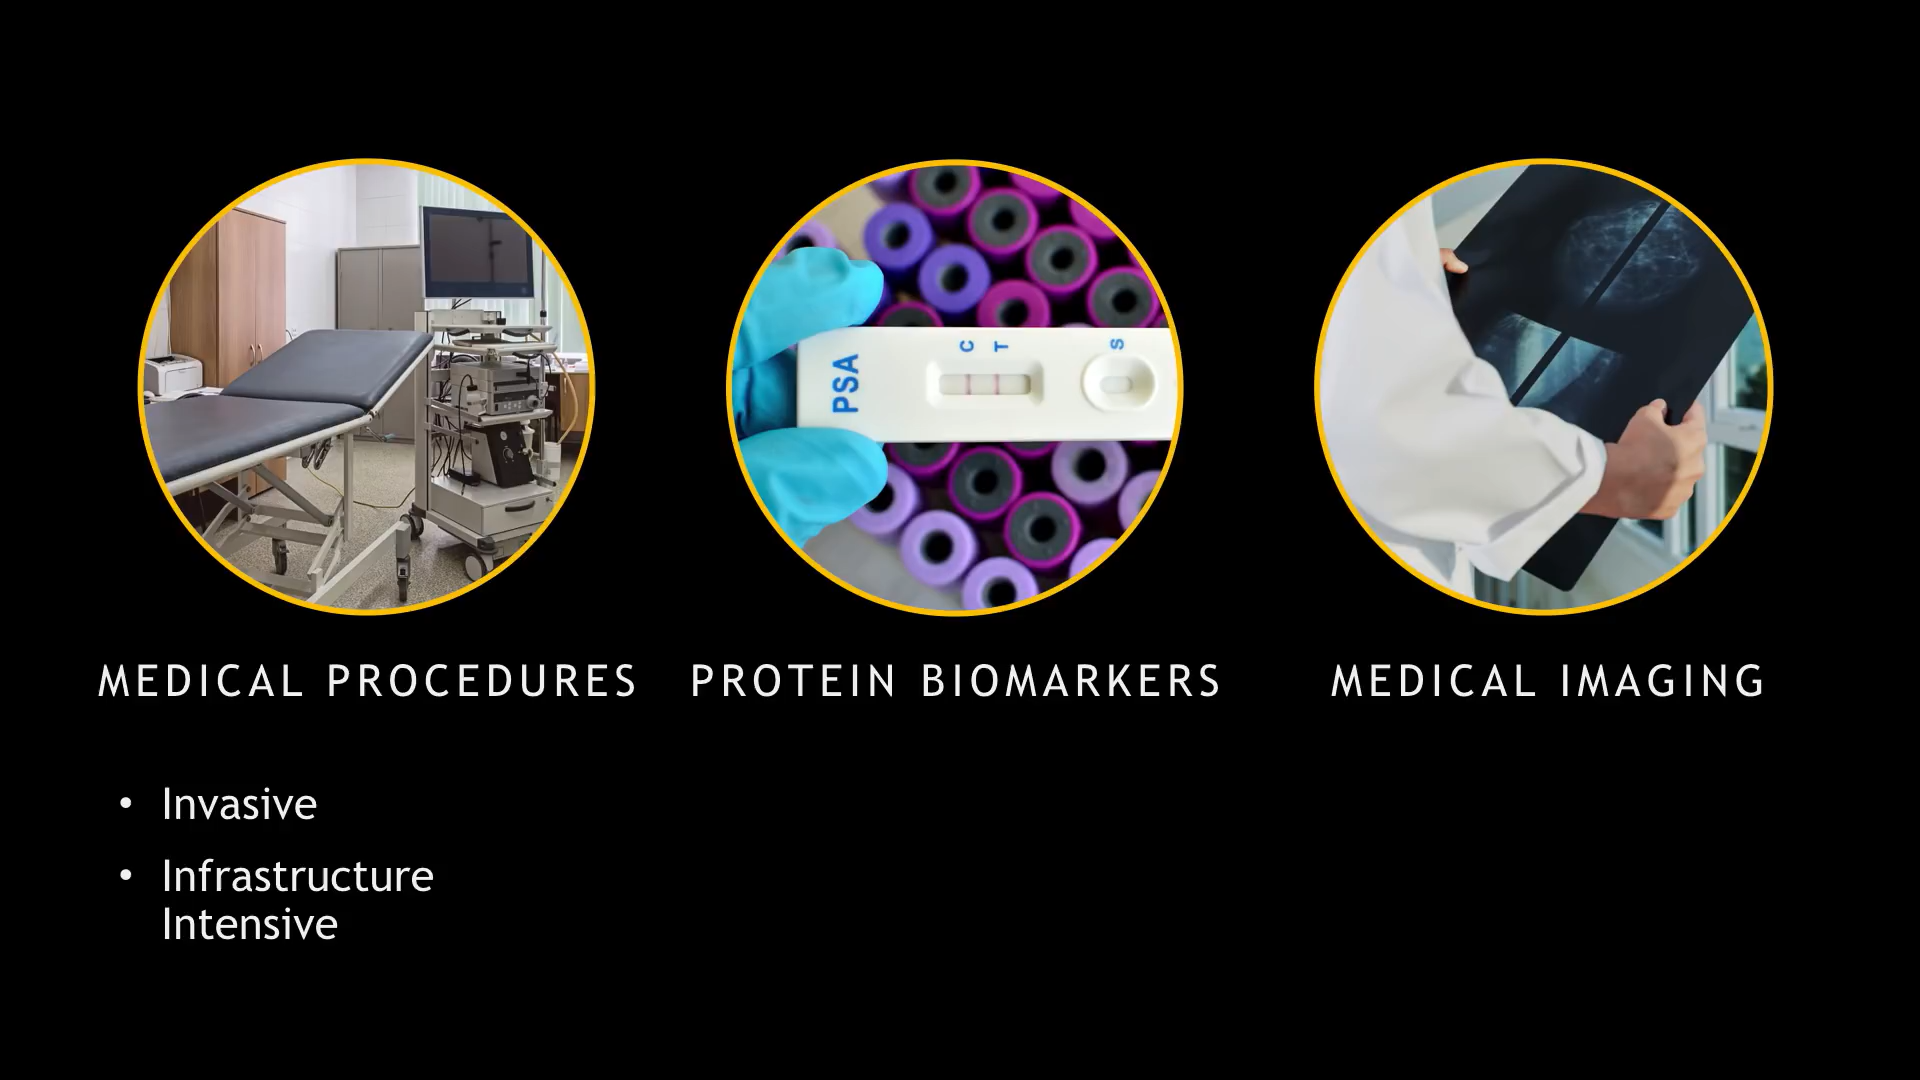 PSA
C
T
S
MEDICAL PROCEDURES
PROTEIN BIOMARKERS
MEDICAL IMAGING
• Invasive
• Infrastructure
Intensive